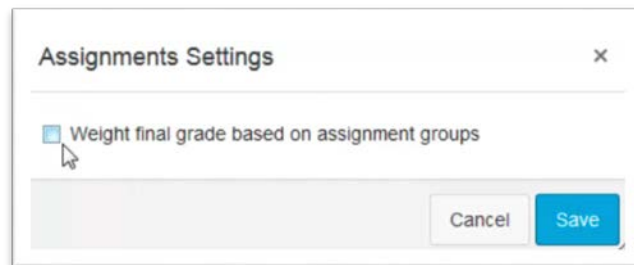 Assignments Settings ×
Weight final grade based on assignment groups
Cancel Save